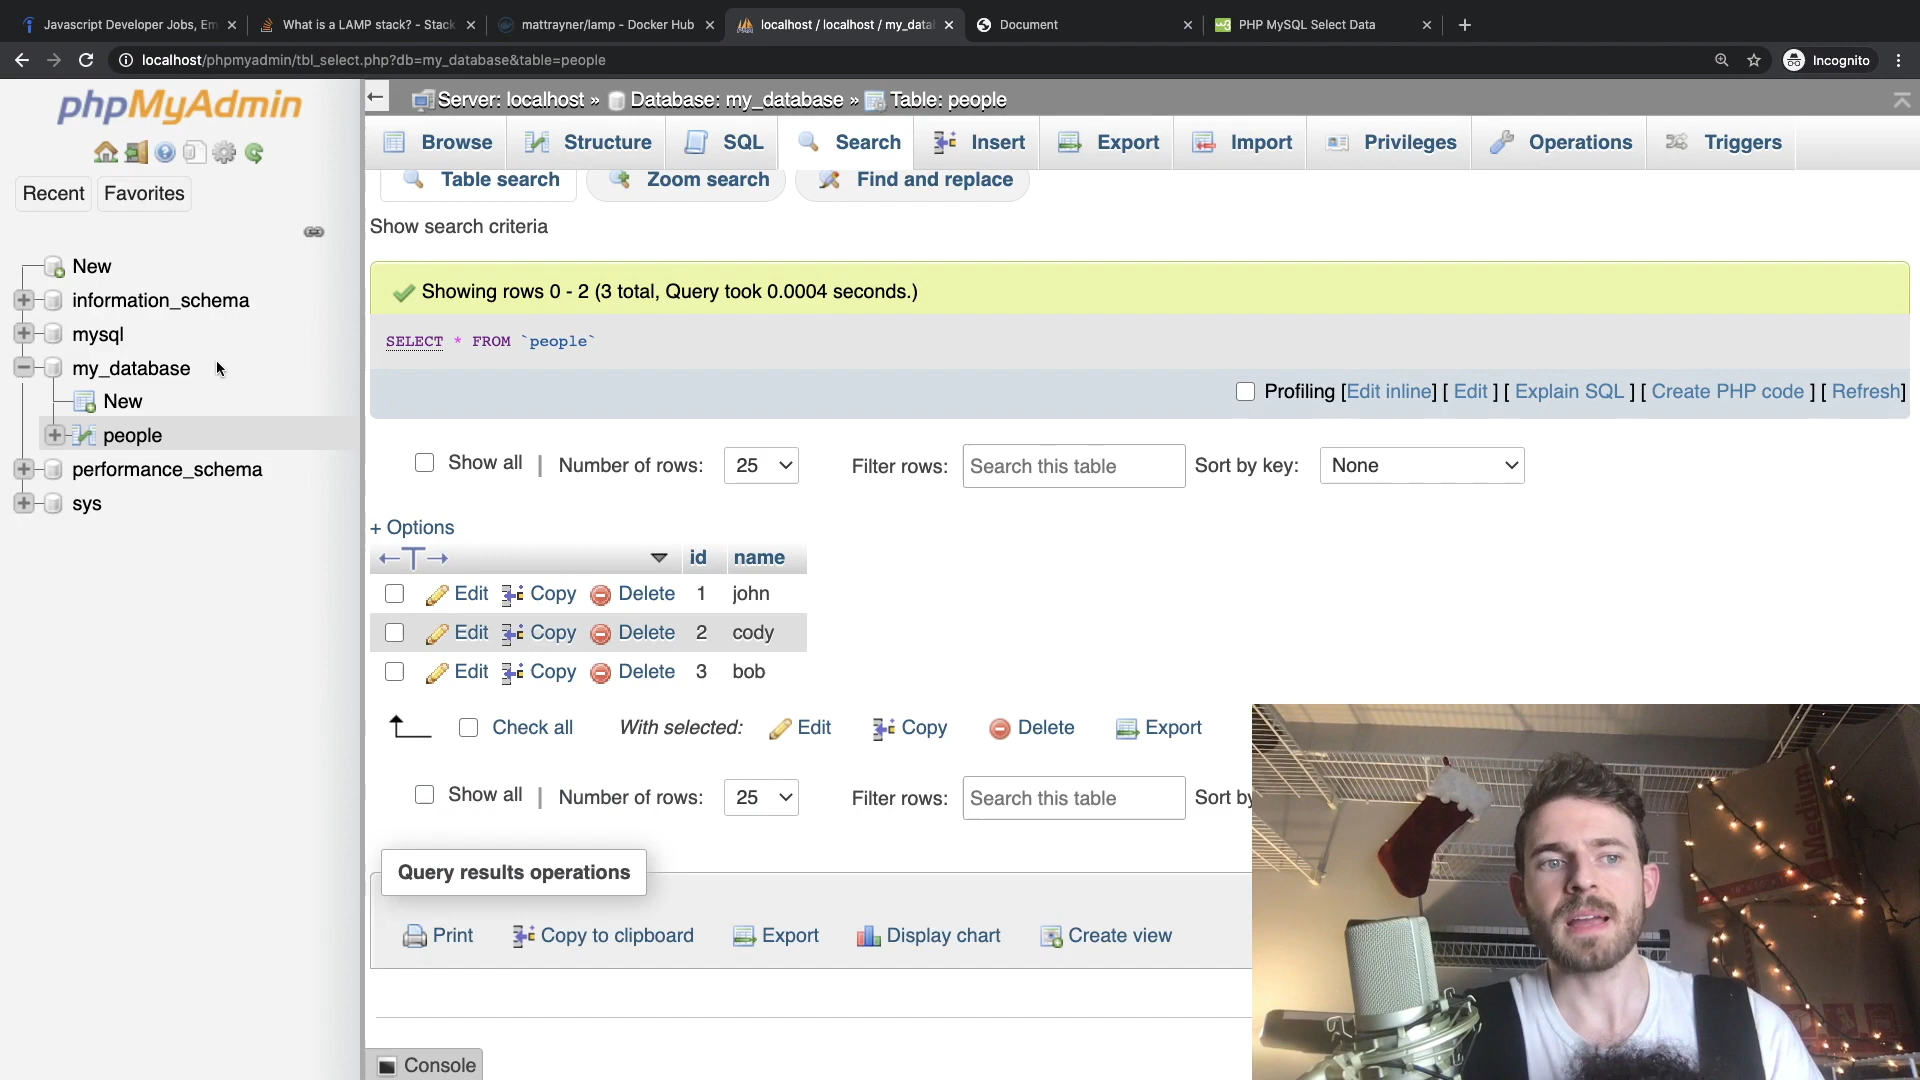 Javascript Developer Jobs, Em
What is a LAMP stack? - Stack
mattrayner/lamp - Docker Hub
localhost / localhost / my_data
Document
PHP MySQL Select Data
localhost/phpmyadmin/tbl_select.php?db=my_database&table=people
Incognito
phpMyAdmin
Recent
Favorites
New
information_schema
mysql
my_database
New
people
performance_schema
sys
Server: localhost » Database: my_database » Table: people
Browse
Structure
SQL
Search
Insert
Export
Import
Privileges
Operations
Triggers
Table search
Zoom search
Find and replace
Show search criteria
Showing rows 0 - 2 (3 total, Query took 0.0004 seconds.)
SELECT * FROM `people`
Profiling [Edit inline] [ Edit ] [ Explain SQL ] [ Create PHP code ] [ Refresh]
Show all | Number of rows: 25 Filter rows: Search this table Sort by key: None
+ Options
id name
Edit Copy Delete 1 john
Edit Copy Delete 2 cody
Edit Copy Delete 3 bob
Check all With selected: Edit Copy Delete Export
Show all | Number of rows: 25 Filter rows: Search this table Sort by
Query results operations
Print Copy to clipboard Export Display chart Create view
Console
Medium